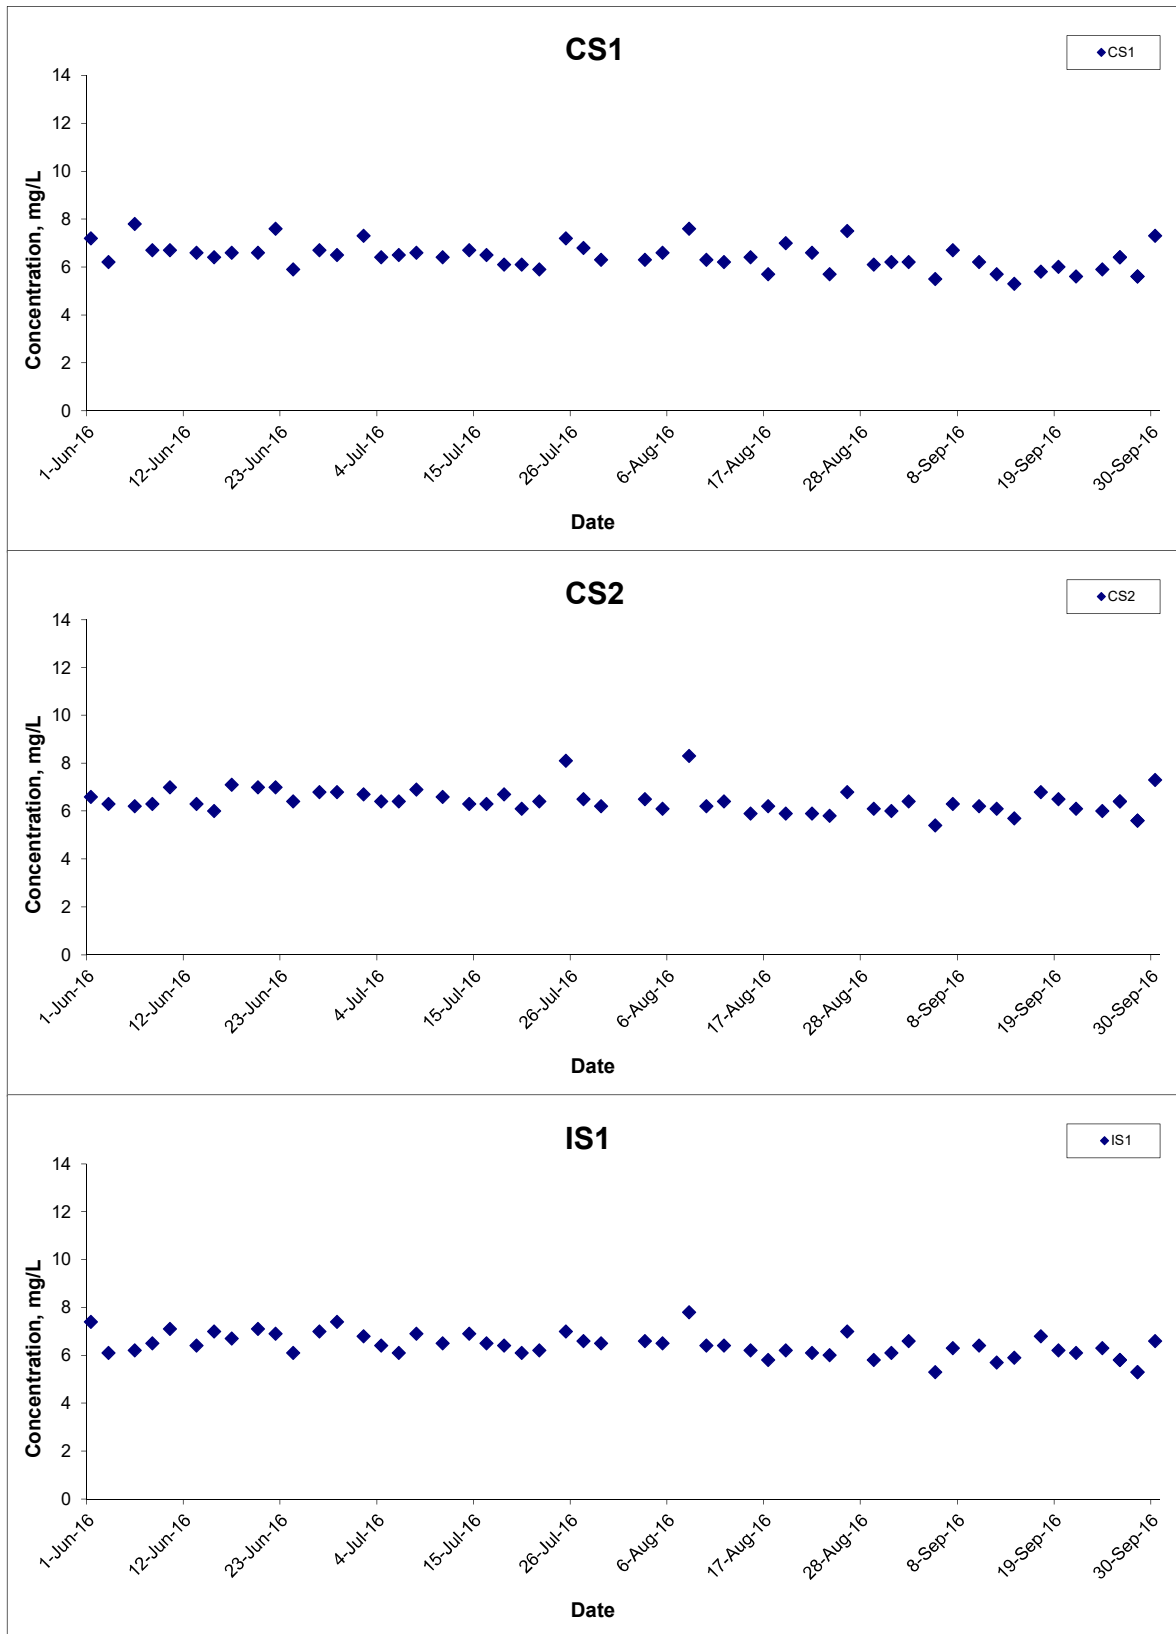 CS1
CS1
14
12
10
8
6
4
2
0
Concentration, mg/L
1-Jun-16
12-Jun-16
23-Jun-16
4-Jul-16
15-Jul-16
26-Jul-16
6-Aug-16
17-Aug-16
28-Aug-16
8-Sep-16
19-Sep-16
30-Sep-16
Date
CS2
CS2
14
12
10
8
6
4
2
0
Concentration, mg/L
1-Jun-16
12-Jun-16
23-Jun-16
4-Jul-16
15-Jul-16
26-Jul-16
6-Aug-16
17-Aug-16
28-Aug-16
8-Sep-16
19-Sep-16
30-Sep-16
Date
IS1
IS1
14
12
10
8
6
4
2
0
Concentration, mg/L
1-Jun-16
12-Jun-16
23-Jun-16
4-Jul-16
15-Jul-16
26-Jul-16
6-Aug-16
17-Aug-16
28-Aug-16
8-Sep-16
19-Sep-16
30-Sep-16
Date